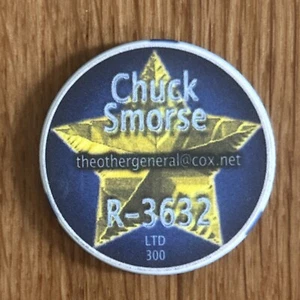 Chuck
Smorse
theothergeneral@cox.net
R-3632
LTD
300